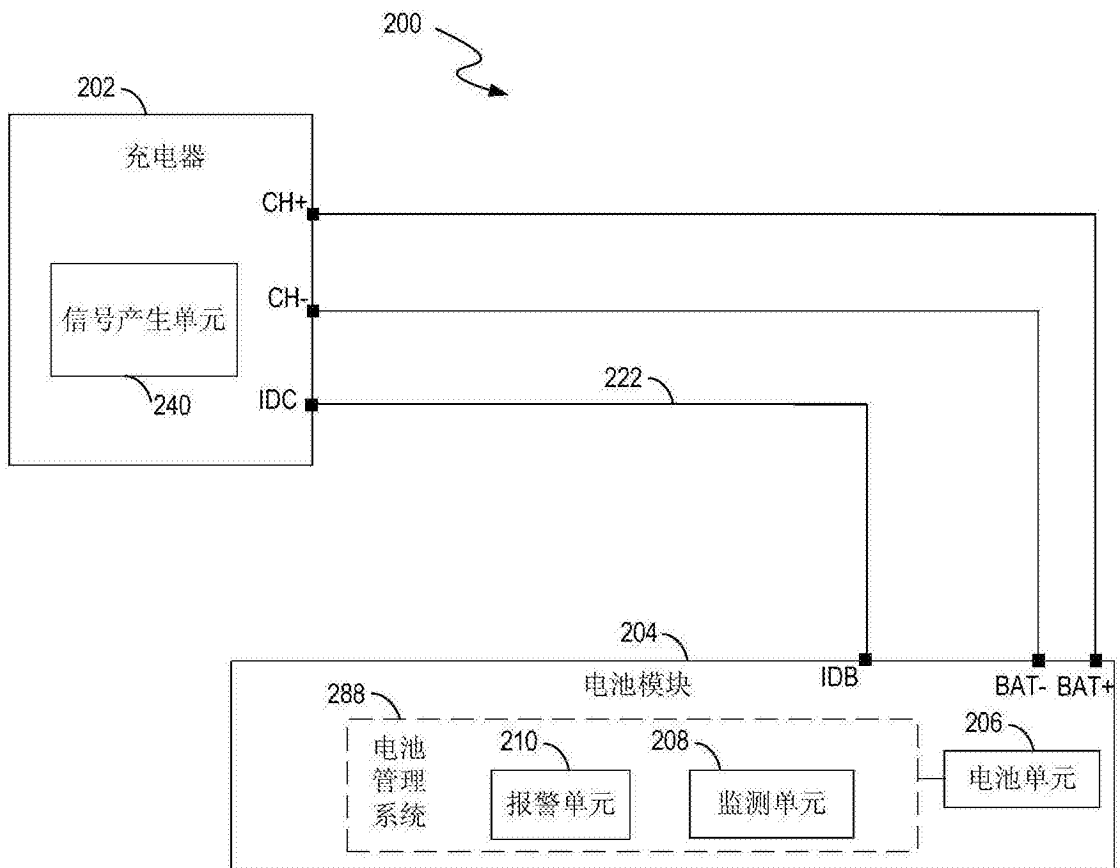 200
202
充电器
CH+
CH-
信号产生单元
240
IDC
222
204
IDB
BAT-
BAT+
电池模块
288
电池
管理
系统
210
报警单元
208
监测单元
206
电池单元